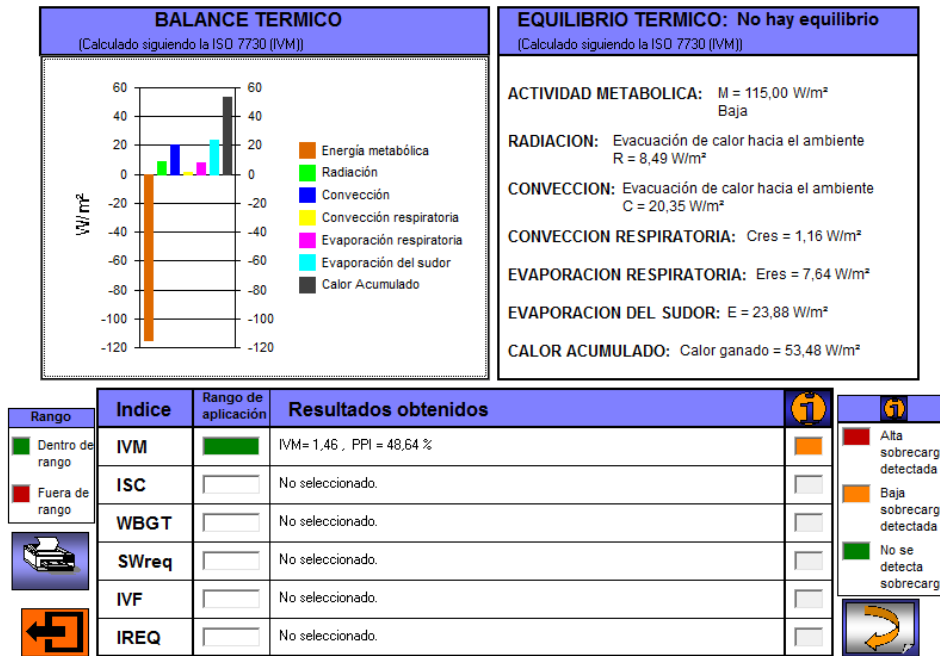 BALANCE TERMICO
(Calculado siguiendo la ISO 7730 (IVM))
60
40
20
0
-20
-40
-60
-80
-100
-120
60
40
20
0
-20
-40
-60
-80
-100
-120
W/m²
Energía metabólica
Radiación
Convección
Convección respiratoria
Evaporación respiratoria
Evaporación del sudor
Calor Acumulado
EQUILIBRIO TERMICO: No hay equilibrio
(Calculado siguiendo la ISO 7730 (IVM))
ACTIVIDAD METABOLICA: M = 115,00 W/m²
Baja
RADIACION: Evacuación de calor hacia el ambiente
R = 8,49 W/m²
CONVECCION: Evacuación de calor hacia el ambiente
C = 20,35 W/m²
CONVECCION RESPIRATORIA: Cres = 1,16 W/m²
EVAPORACION RESPIRATORIA: Eres = 7,64 W/m²
EVAPORACION DEL SUDOR: E = 23,88 W/m²
CALOR ACUMULADO: Calor ganado = 53,48 W/m²
Rango
Dentro de
rango
Fuera de
rango
Indice Rango de aplicación Resultados obtenidos
IVM IVM= 1,46 , PPI = 48,64 %
ISC No seleccionado.
WBGT No seleccionado.
SWreq No seleccionado.
IVF No seleccionado.
IREQ No seleccionado.
Alta
sobrecarg
detectada
Baja
sobrecarg
detectada
No se
detecta
sobrecarg